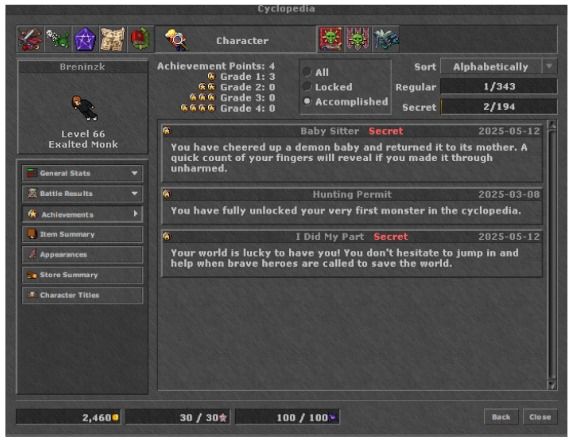 Cyclopedia
Character
Breninzk
Level 66
Exalted Monk
General Stats
Battle Results
Achievements
Item Summary
Appearances
Store Summary
Character Titles
Achievement Points: 4
Grade 1: 3
Grade 2: 0
Grade 3: 0
Grade 4: 0
All
Locked
Accomplished
Sort Alphabetically
Regular 1/343
Secret 2/194
Baby Sitter Secret 2025-05-12
You have cheered up a demon baby and returned it to its mother. A
quick count of your fingers will reveal if you made it through
unharmed.
Hunting Permit 2025-03-08
You have fully unlocked your very first monster in the cyclopedia.
I Did My Part Secret 2025-05-12
Your world is lucky to have you! You don't hesitate to jump in and
help when brave heroes are called to save the world.
2,460
30 / 30
100 / 100
Back
Close